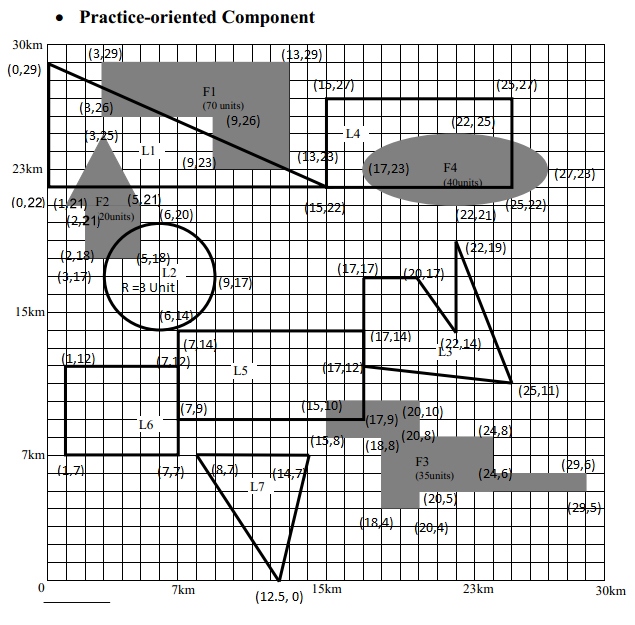 • Practice-oriented Component
30km
(3,29)
(13,29)
(0,29)
(15,27)
(25,27)
F1
(70 units)
(3,26)
(9,26)
(22, 25)
(3,25)
L4
L1
(13,23)
(9,23)
23km
(17,23)
F4
(40units)
(27,23)
(0,22)
(1,21)
F2
20units)
(5,21)
(15,22)
(25,22)
(2,21)
(6,20)
(22,21)
(22,19)
(2,18)
(5,18)
(17,17)
(20,17)
(3,17)
L2
R =3 Unit
(9,17)
(6,14)
15km
(17,14)
(7,14)
(22,14)
L3
(1,12)
(7,12)
(17,12)
L5
(25,11)
(7,9)
(15,10)
(20,10)
(17,9)
L6
(24,8)
(15,8)
(18,8)
(20,8)
7km
F3
(35units)
(29,6)
(1,7)
(7,7)
(8,7)
(14,7)
(24,6)
L7
(20,5)
(29,5)
(18,4)
(20,4)
0
7km
15km
23km
30km
(12.5, 0)